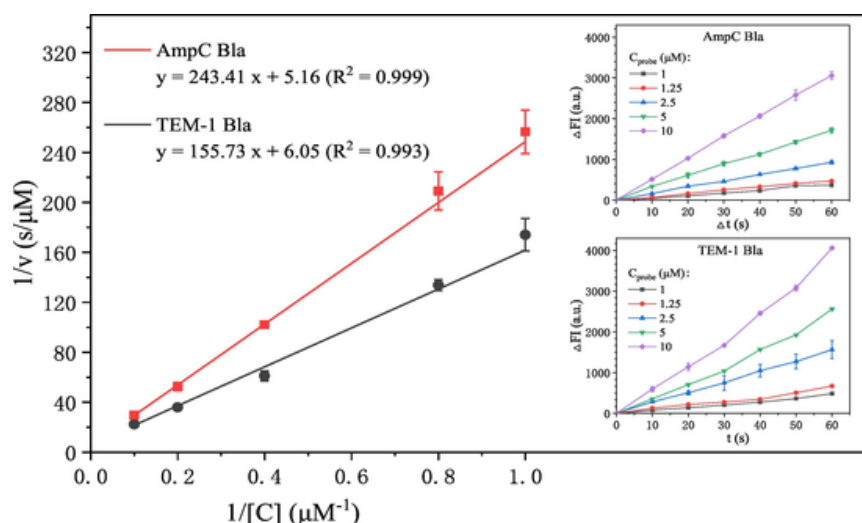 AmpC Bla
y = 243.41 x + 5.16 (R² = 0.999)
TEM-1 Bla
y = 155.73 x + 6.05 (R² = 0.993)
1/v (s/μM)
320
280
240
200
160
120
80
40
0
0.0 0.2 0.4 0.6 0.8 1.0
1/[C] (μM⁻¹)
AmpC Bla
C_probe (μM):
1
1.25
2.5
5
10
ΔFI (a.u.)
4000
3000
2000
1000
0
0 10 20 30 40 50 60
Δt (s)
TEM-1 Bla
C_probe (μM):
1
1.25
2.5
5
10
ΔFI (a.u.)
4000
3000
2000
1000
0
0 10 20 30 40 50 60
t (s)